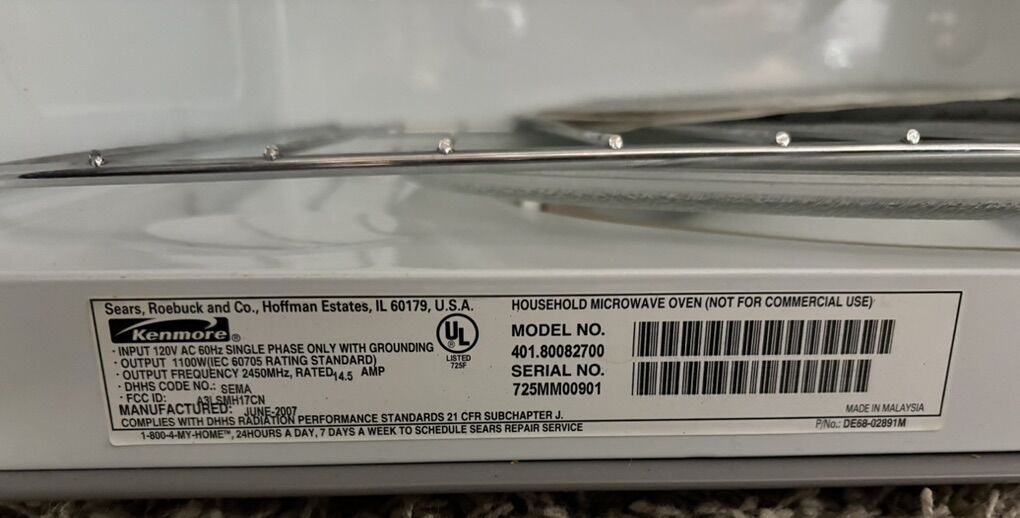 Sears, Roebuck and Co., Hoffman Estates, IL 60179, U.S.A.
Kenmore®
· INPUT 120V AC 60Hz SINGLE PHASE ONLY WITH GROUNDING
· OUTPUT 1100W(IEC 60705 RATING STANDARD)
· OUTPUT FREQUENCY 2450MHz, RATED 14.5 AMP
· DHHS CODE NO.: SEMA
· FCC ID: A3LSMH17CN
MANUFACTURED: JUNE-2007
COMPLIES WITH DHHS RADIATION PERFORMANCE STANDARDS 21 CFR SUBCHAPTER J.
1-800-4-MY-HOME™, 24HOURS A DAY, 7 DAYS A WEEK TO SCHEDULE SEARS REPAIR SERVICE
UL
®
LISTED
725F
HOUSEHOLD MICROWAVE OVEN (NOT FOR COMMERCIAL USE)
MODEL NO.
401.80082700
SERIAL NO.
725MM00901
MADE IN MALAYSIA
P/No.: DE68-02891M